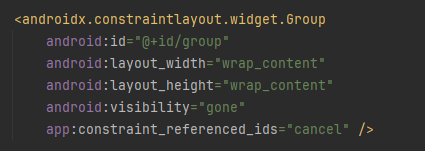 <androidx.constraintlayout.widget.Group
android:id="@+id/group"
android:layout_width="wrap_content"
android:layout_height="wrap_content"
android:visibility="gone"
app:constraint_referenced_ids="cancel" />